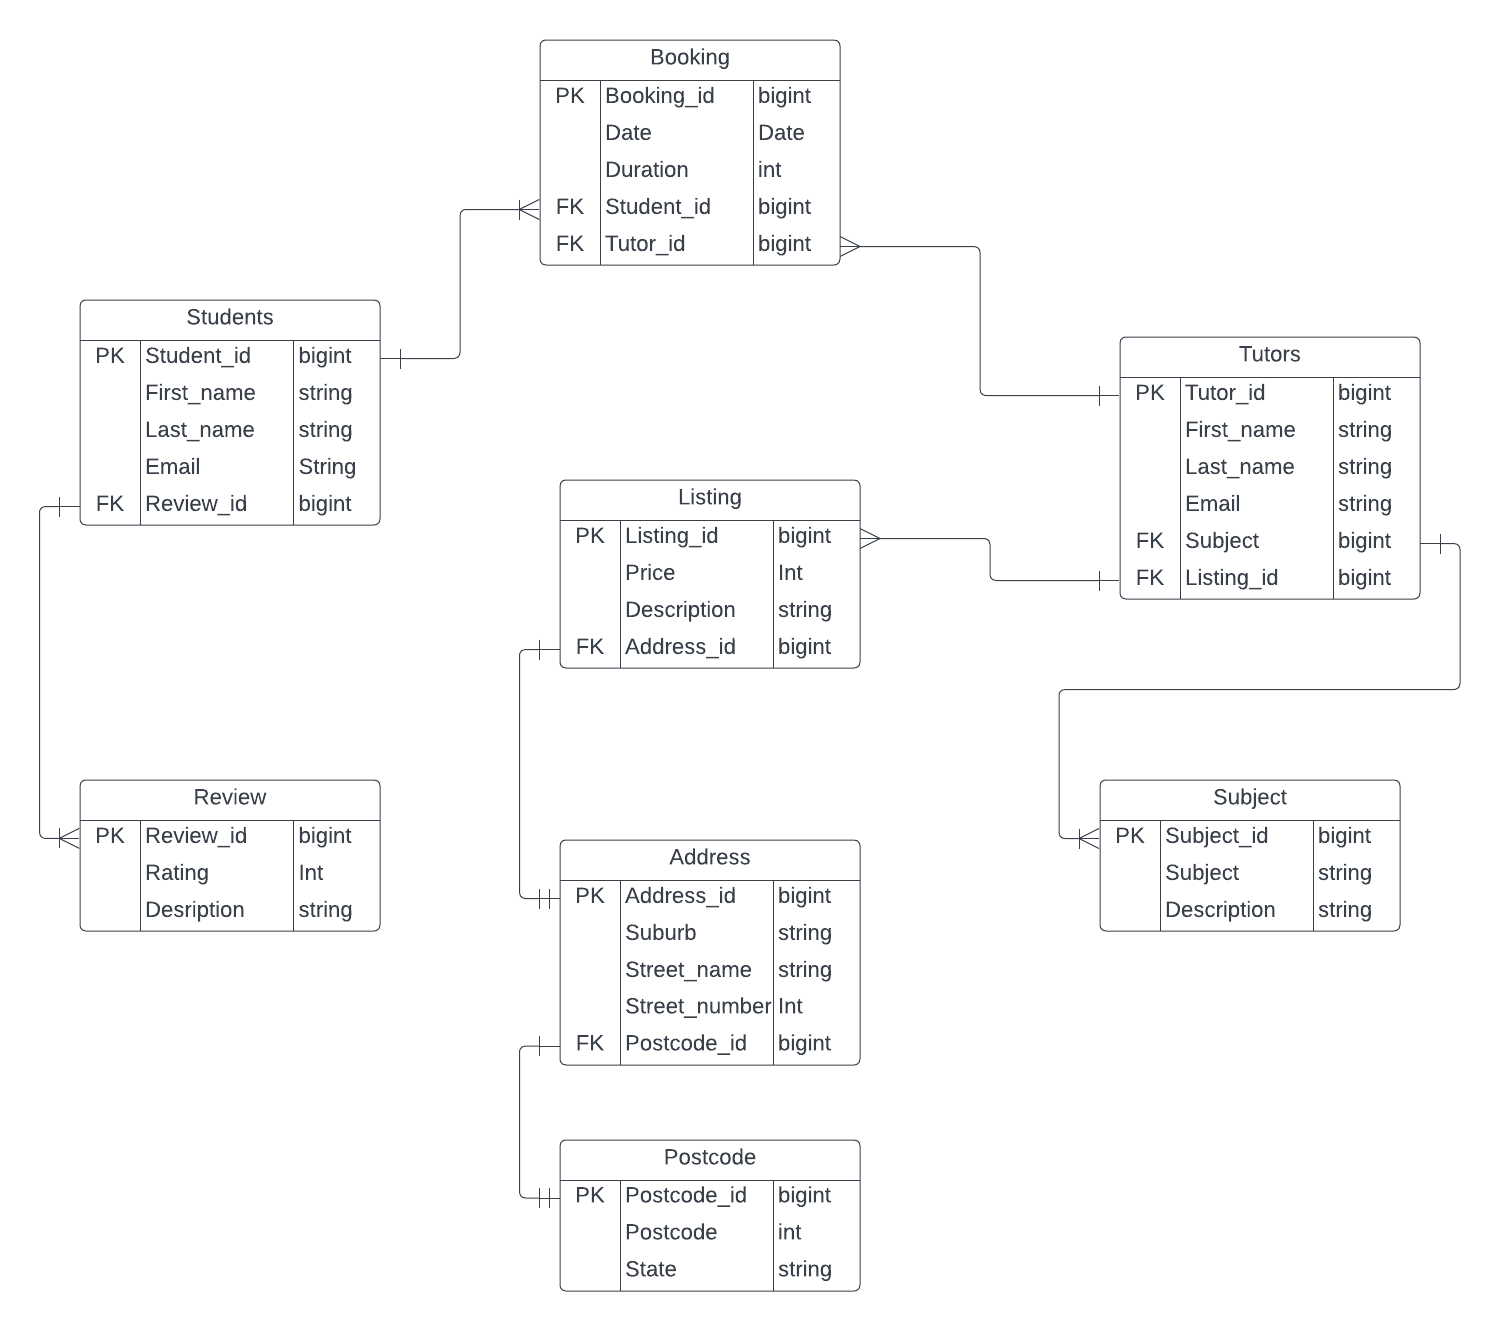 Booking
PK Booking_id bigint
Date Date
Duration int
FK Student_id bigint
FK Tutor_id bigint
Students
PK Student_id bigint
First_name string
Last_name string
Email String
FK Review_id bigint
Tutors
PK Tutor_id bigint
First_name string
Last_name string
Email string
FK Subject bigint
FK Listing_id bigint
Listing
PK Listing_id bigint
Price Int
Description string
FK Address_id bigint
Review
PK Review_id bigint
Rating Int
Desription string
Subject
PK Subject_id bigint
Subject string
Description string
Address
PK Address_id bigint
Suburb string
Street_name string
Street_number Int
FK Postcode_id bigint
Postcode
PK Postcode_id bigint
Postcode int
State string